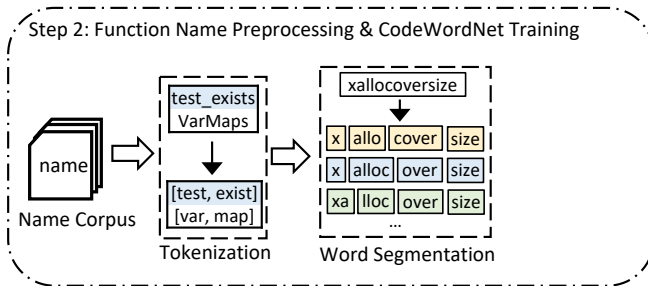 Step 2: Function Name Preprocessing & CodeWordNet Training
name
Name Corpus
test_exists
VarMaps
[test, exist]
[var, map]
Tokenization
xallocoversize
x allo cover size
x alloc over size
xa lloc over size
...
Word Segmentation